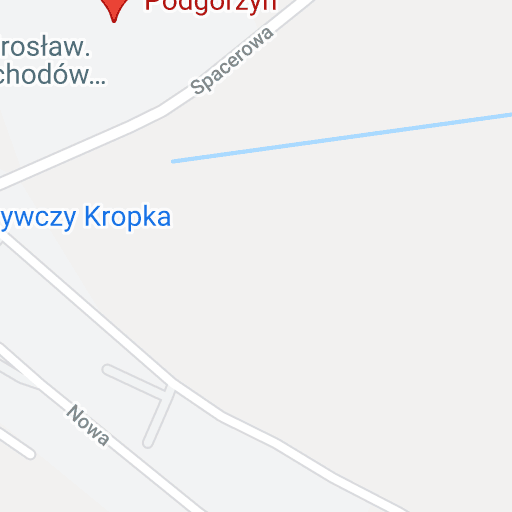 Podgórzyn
rosław.
chodów...
Spacerowa
ywczy Kropka
Nowa